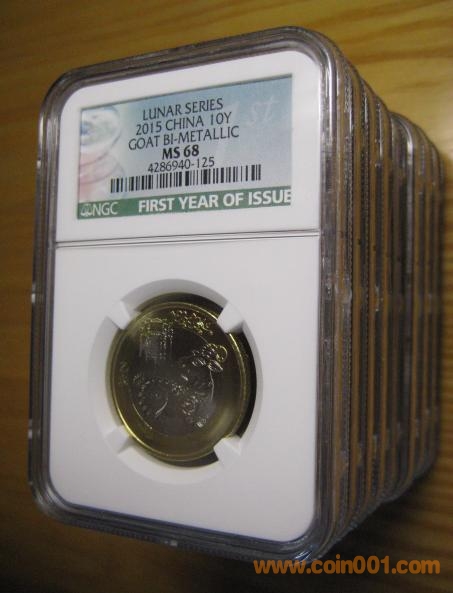 LUNAR SERIES
2015 CHINA 10Y
GOAT BI-METALLIC
MS 68
4286940-125
NGC FIRST YEAR OF ISSUE
www.coin001.com